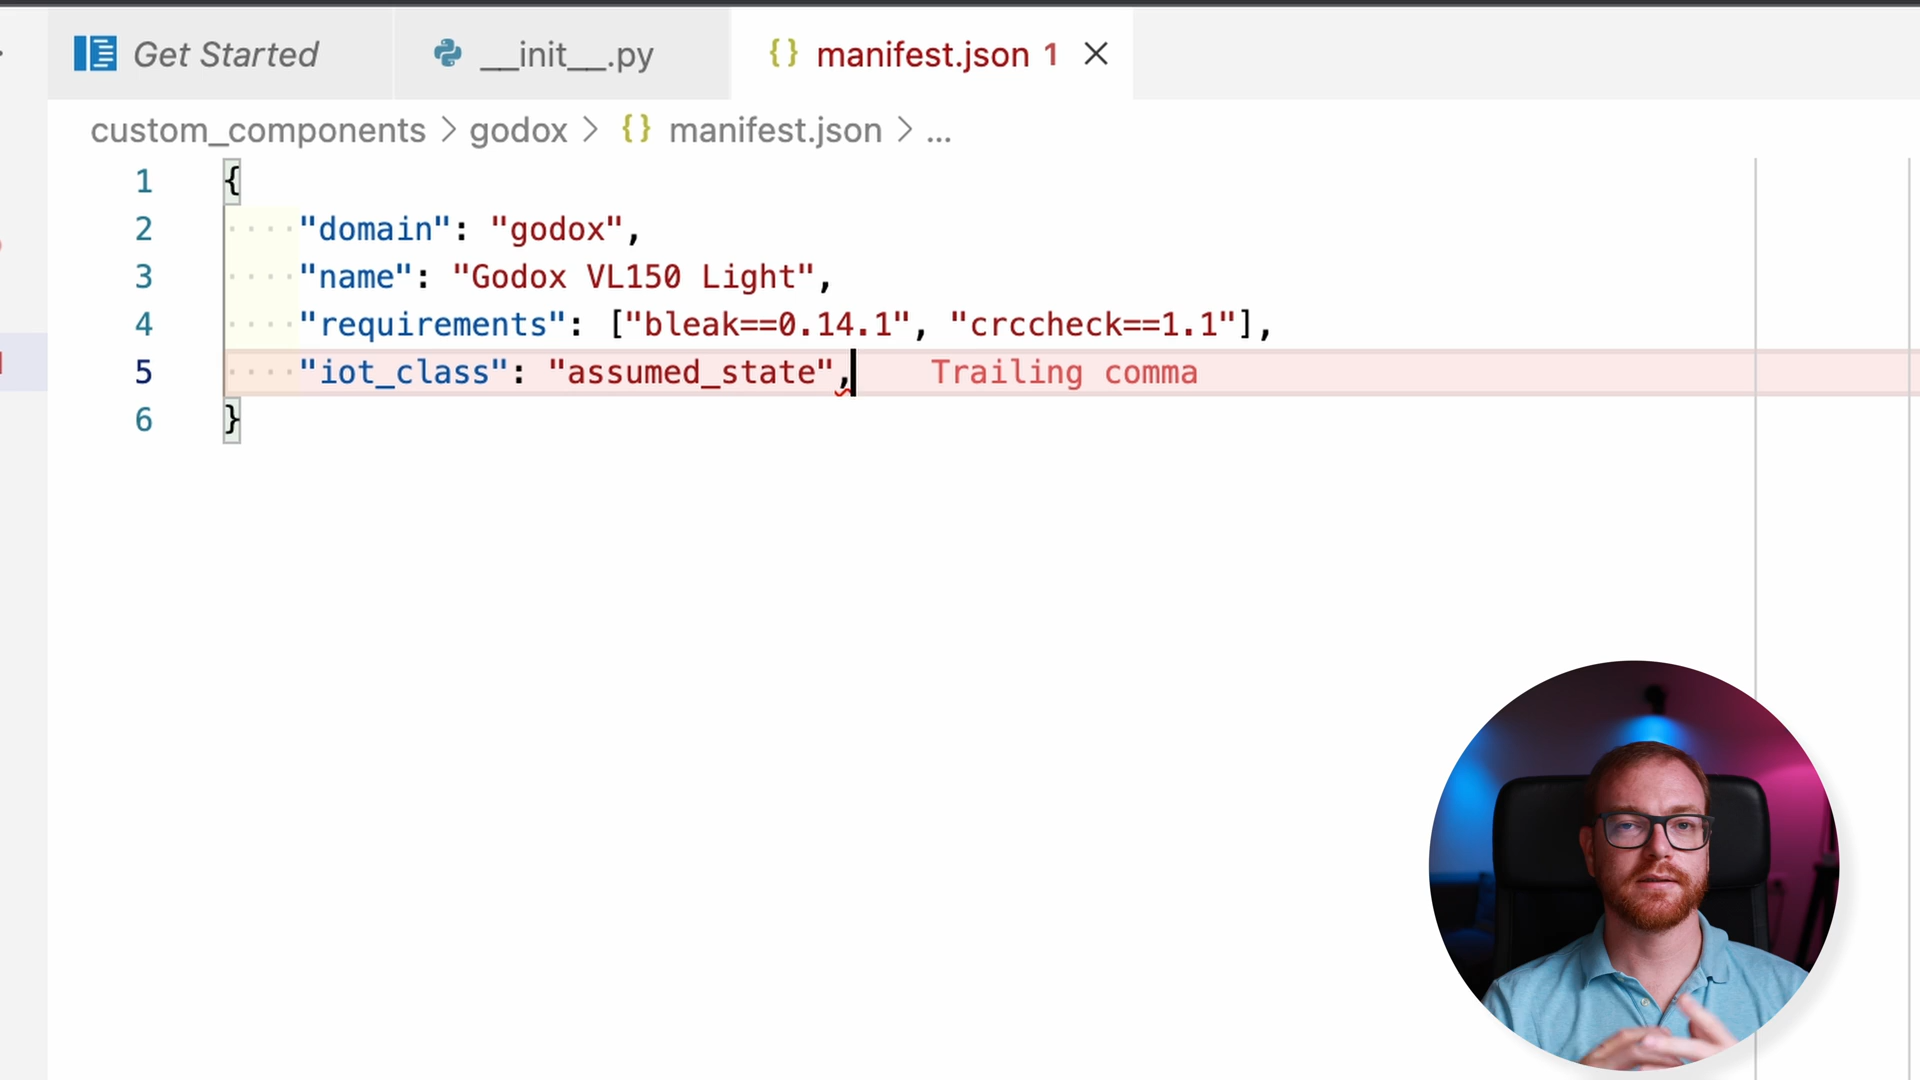 Get Started __init__.py {} manifest.json 1
custom_components > godox > {} manifest.json > ...
1 {
2 ····"domain": "godox",
3 ····"name": "Godox VL150 Light",
4 ····"requirements": ["bleak==0.14.1", "crccheck==1.1"],
5 ····"iot_class": "assumed_state", Trailing comma
6 }